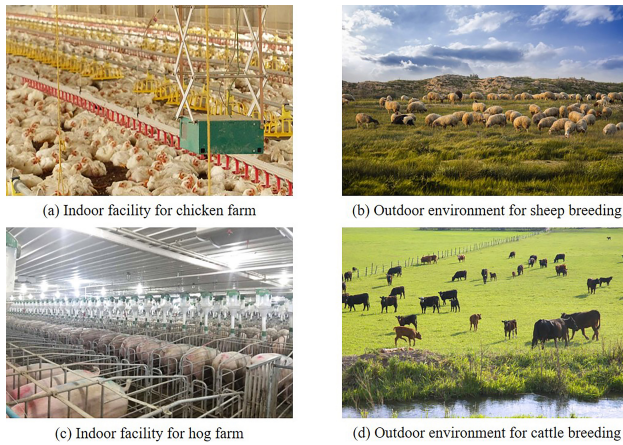 (a) Indoor facility for chicken farm
(b) Outdoor environment for sheep breeding
(c) Indoor facility for hog farm
(d) Outdoor environment for cattle breeding